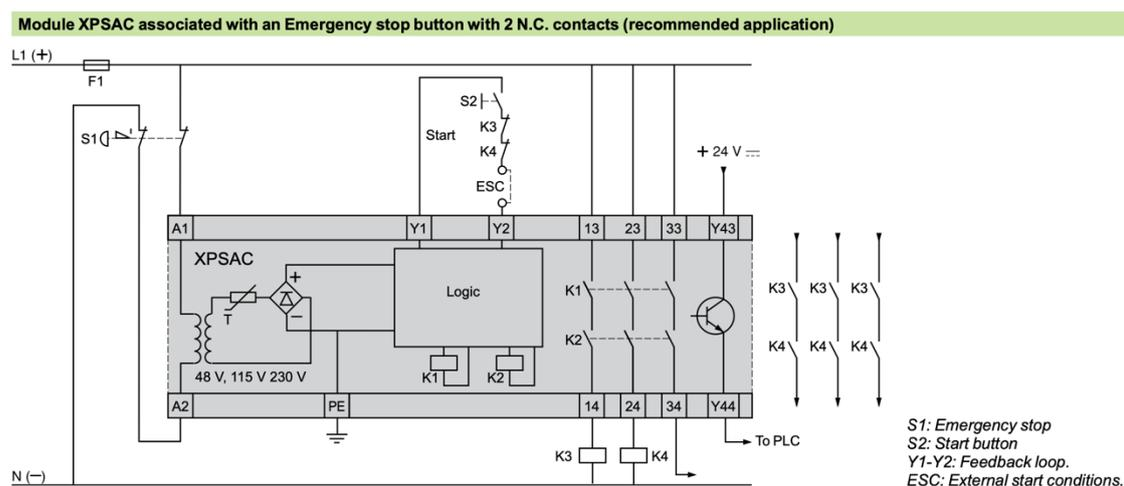 Module XPSAC associated with an Emergency stop button with 2 N.C. contacts (recommended application)
L1 (+)
F1
S2
K3
Start
S1
K4
+ 24 V
ESC
A1
Y1
Y2
13
23
33
Y43
XPSAC
+
Logic
K1
K3
K3
K3
T
−
K2
K4
K4
K4
48 V, 115 V 230 V
K1
K2
A2
PE
14
24
34
Y44
To PLC
K3
K4
N (−)
S1: Emergency stop
S2: Start button
Y1-Y2: Feedback loop.
ESC: External start conditions.